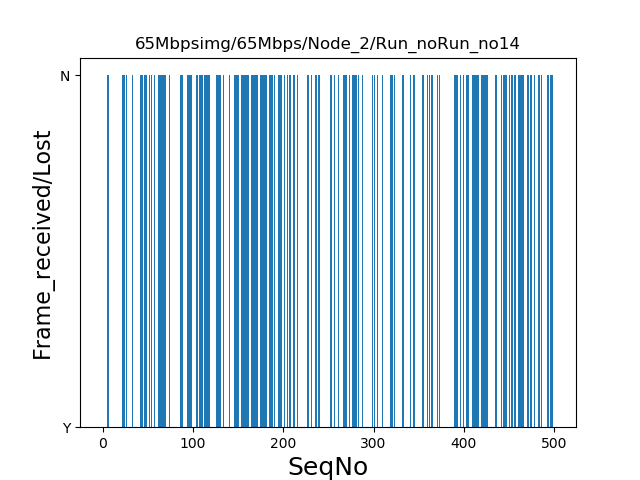 65Mbpsimg/65Mbps/Node_2/Run_noRun_no14
N
Frame_received/Lost
Y
0 100 200 300 400 500
SeqNo